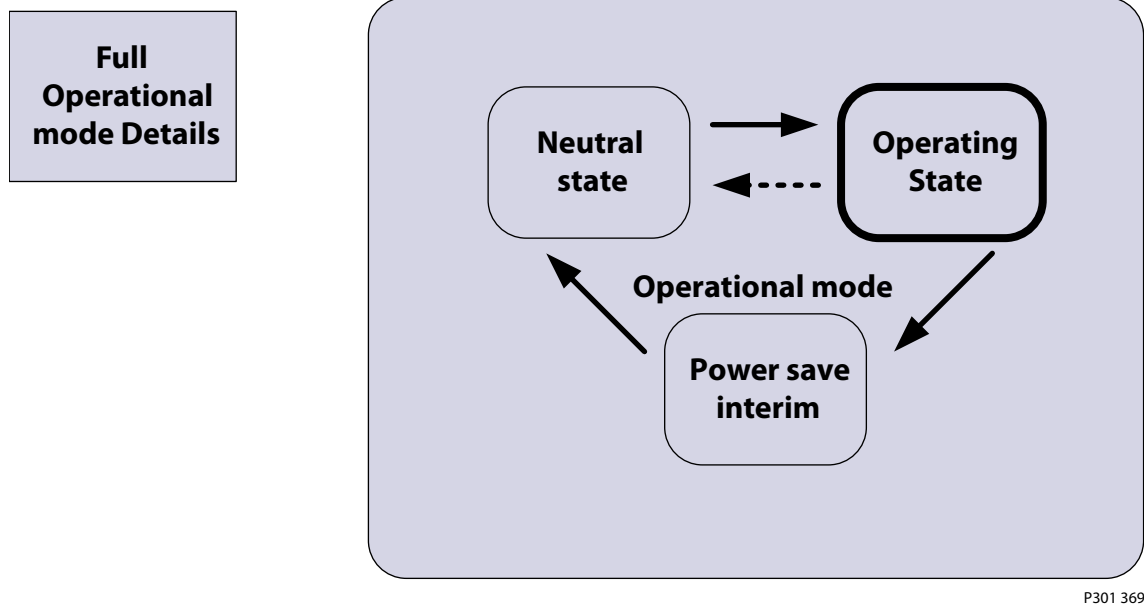 Full
Operational
mode Details
Neutral
state
Operating
State
Operational mode
Power save
interim
P301 369